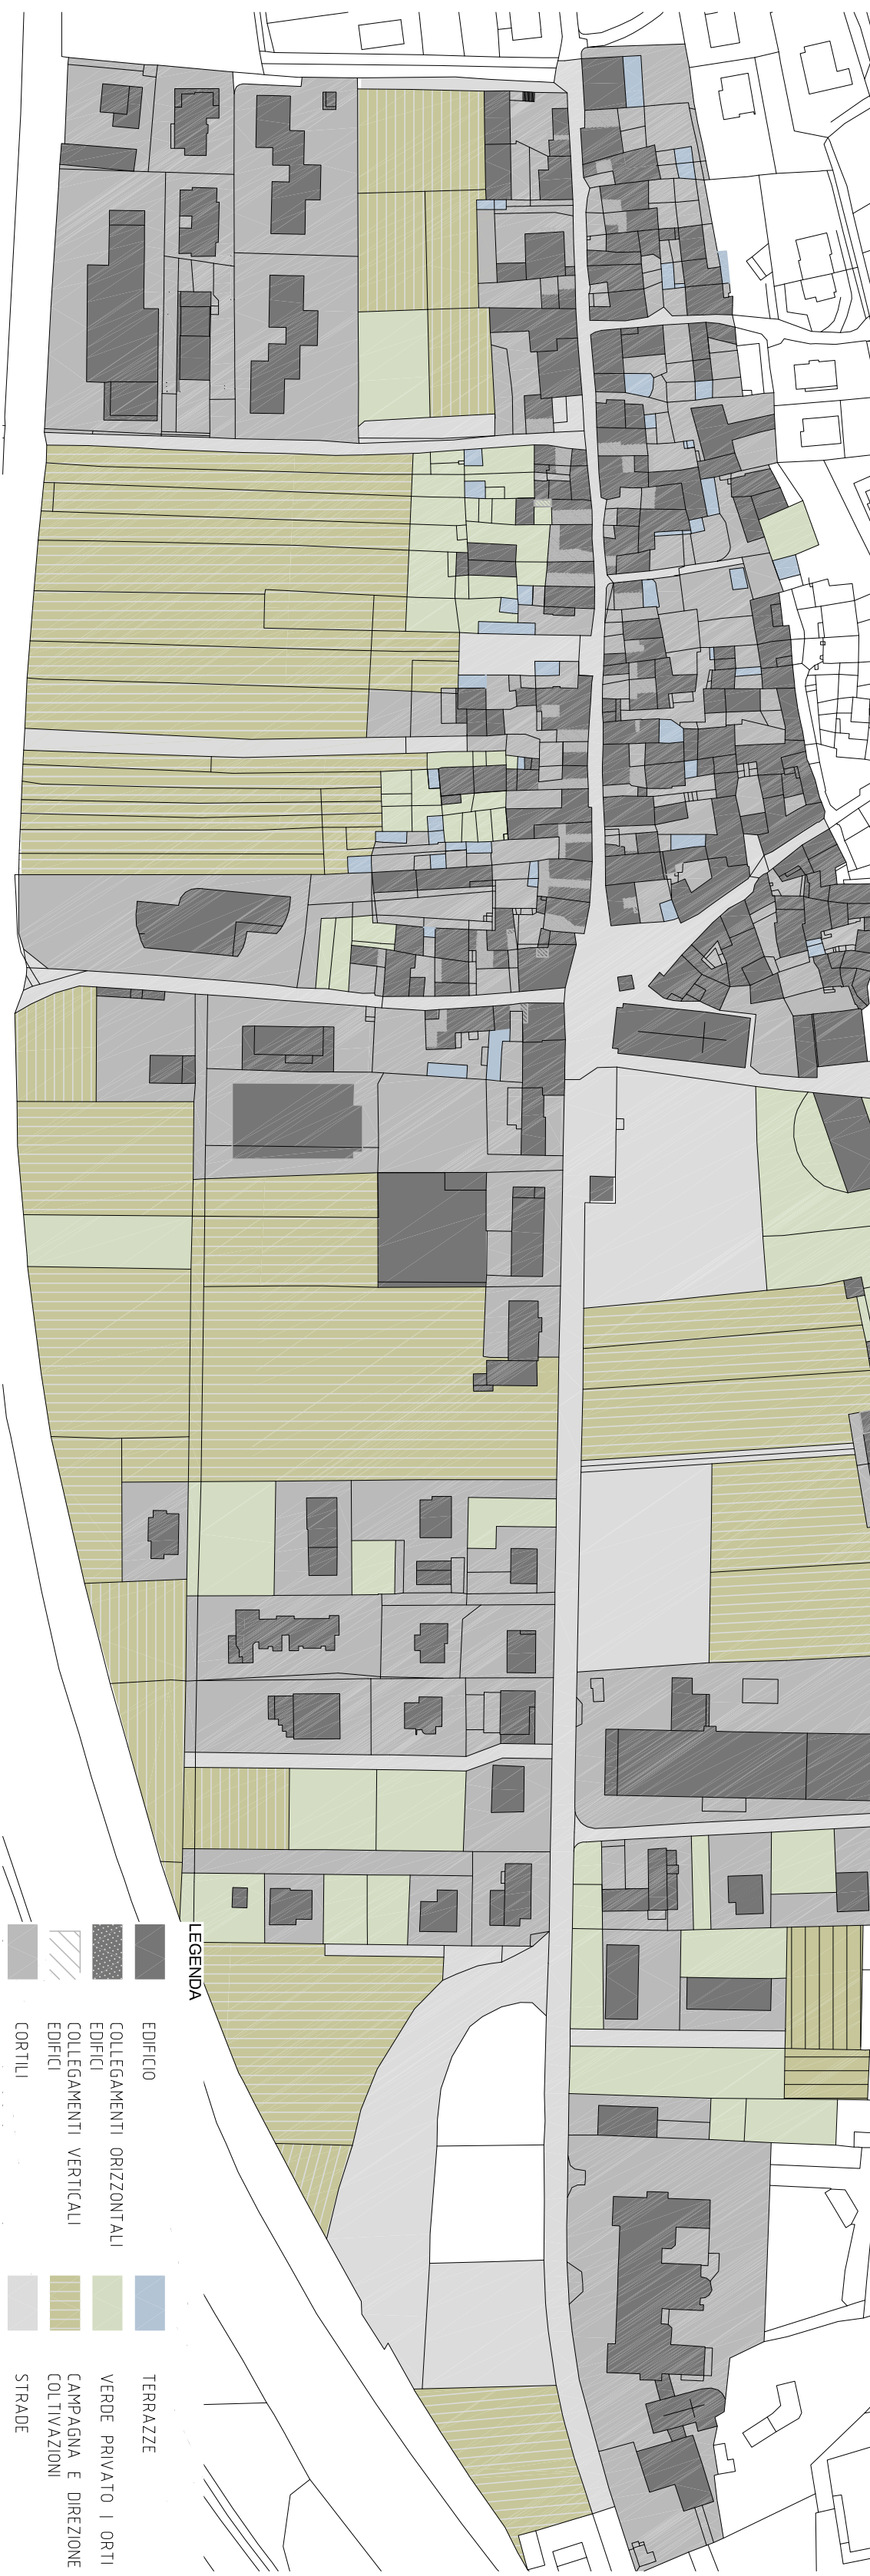 LEGENDA
EDIFICIO
COLLEGAMENTI ORIZZONTALI
EDIFICI
COLLEGAMENTI VERTICALI
EDIFICI
CORTILI
TERRAZZE
VERDE PRIVATO I ORTI
CAMPAGNA E DIREZIONE
COLTIVAZIONI
STRADE